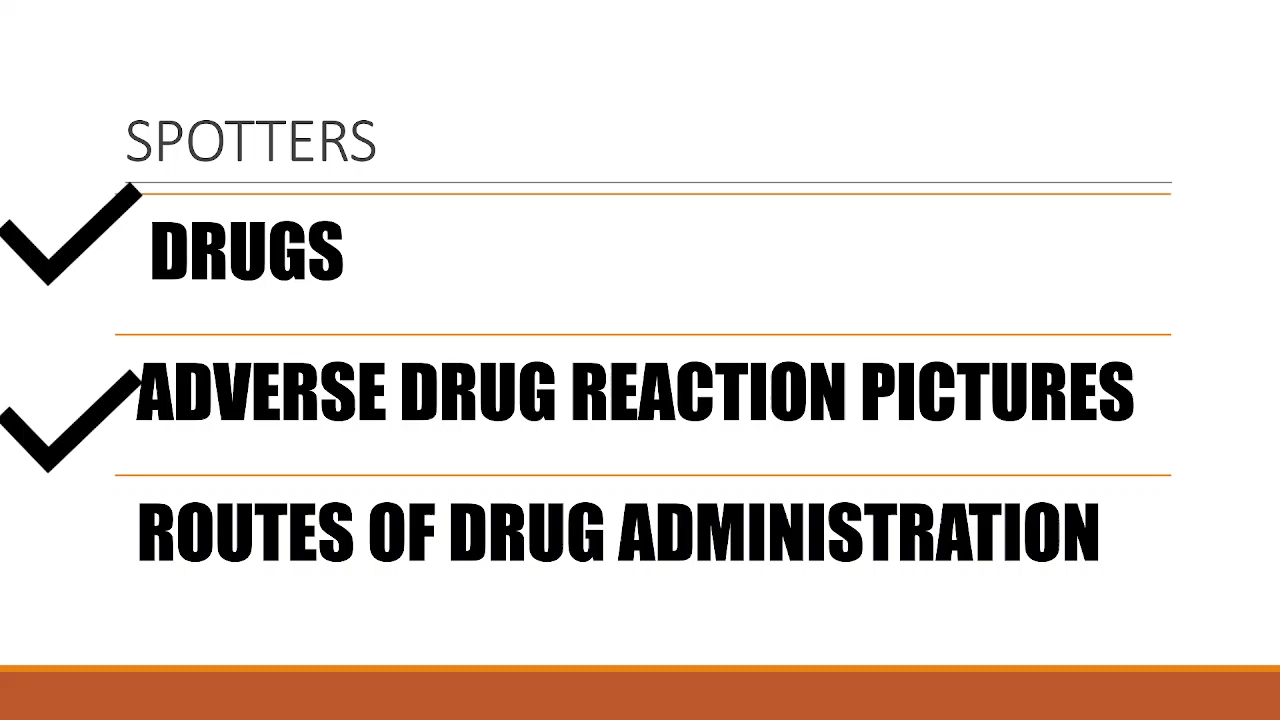 SPOTTERS
DRUGS
ADVERSE DRUG REACTION PICTURES
ROUTES OF DRUG ADMINISTRATION